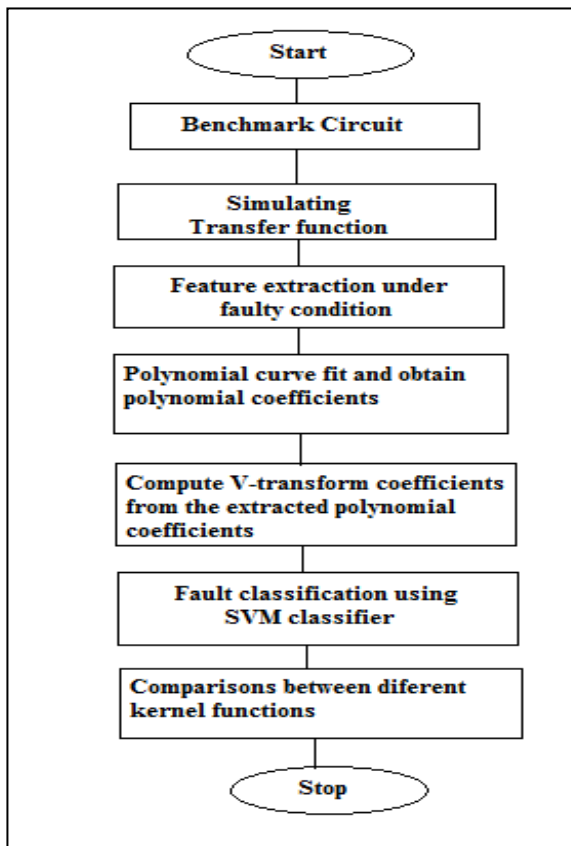 Start
Benchmark Circuit
Simulating
Transfer function
Feature extraction under
faulty condition
Polynomial curve fit and obtain
polynomial coefficients
Compute V-transform coefficients
from the extracted polynomial
coefficients
Fault classification using
SVM classifier
Comparisons between diferent
kernel functions
Stop